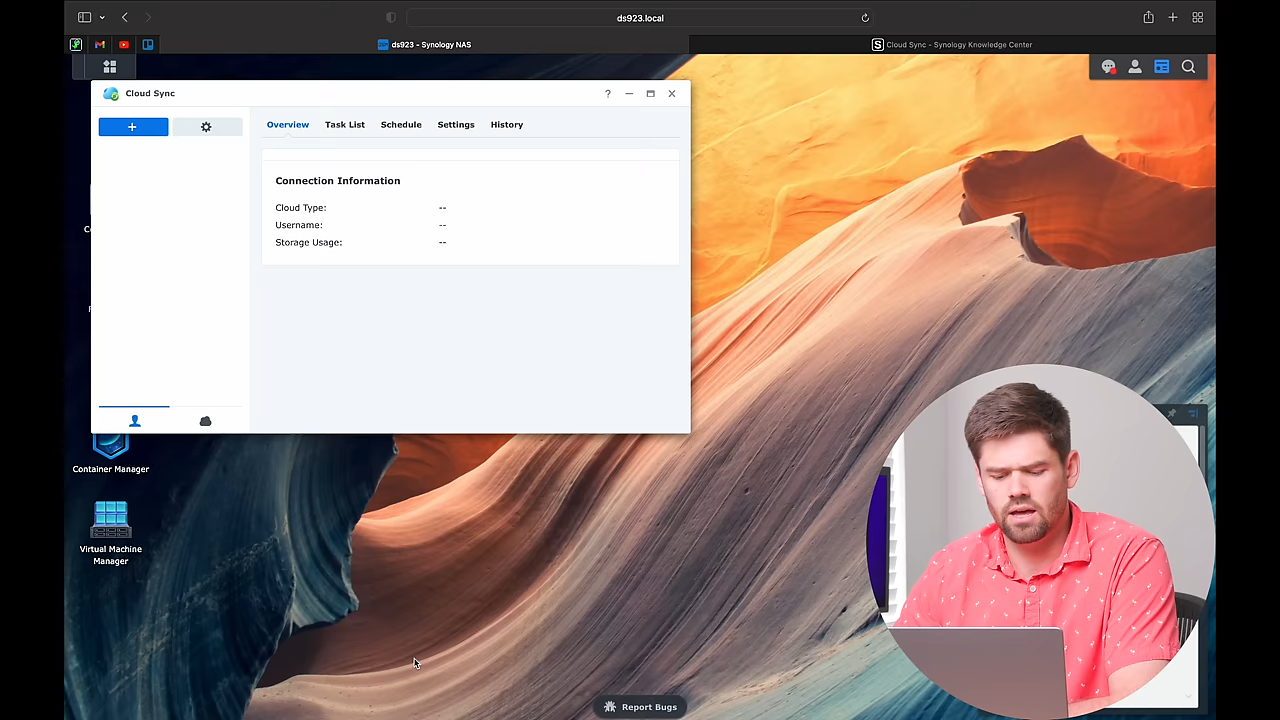 ds923.local
ds923 - Synology NAS
Cloud Sync - Synology Knowledge Center
Cloud Sync
Overview
Task List
Schedule
Settings
History
Connection Information
Cloud Type: --
Username: --
Storage Usage: --
Container Manager
Virtual Machine
Manager
Report Bugs